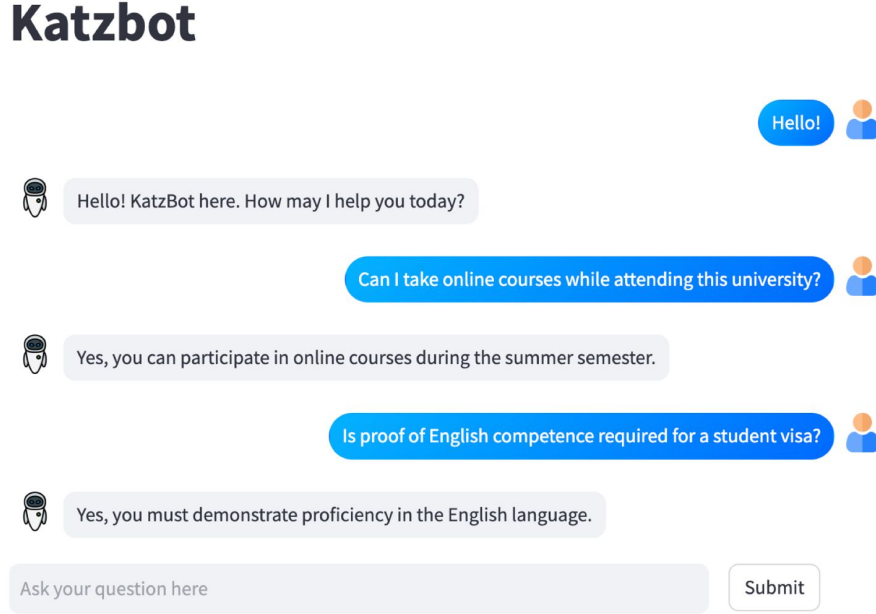 Katzbot
Hello!
Hello! KatzBot here. How may I help you today?
Can I take online courses while attending this university?
Yes, you can participate in online courses during the summer semester.
Is proof of English competence required for a student visa?
Yes, you must demonstrate proficiency in the English language.
Ask your question here
Submit